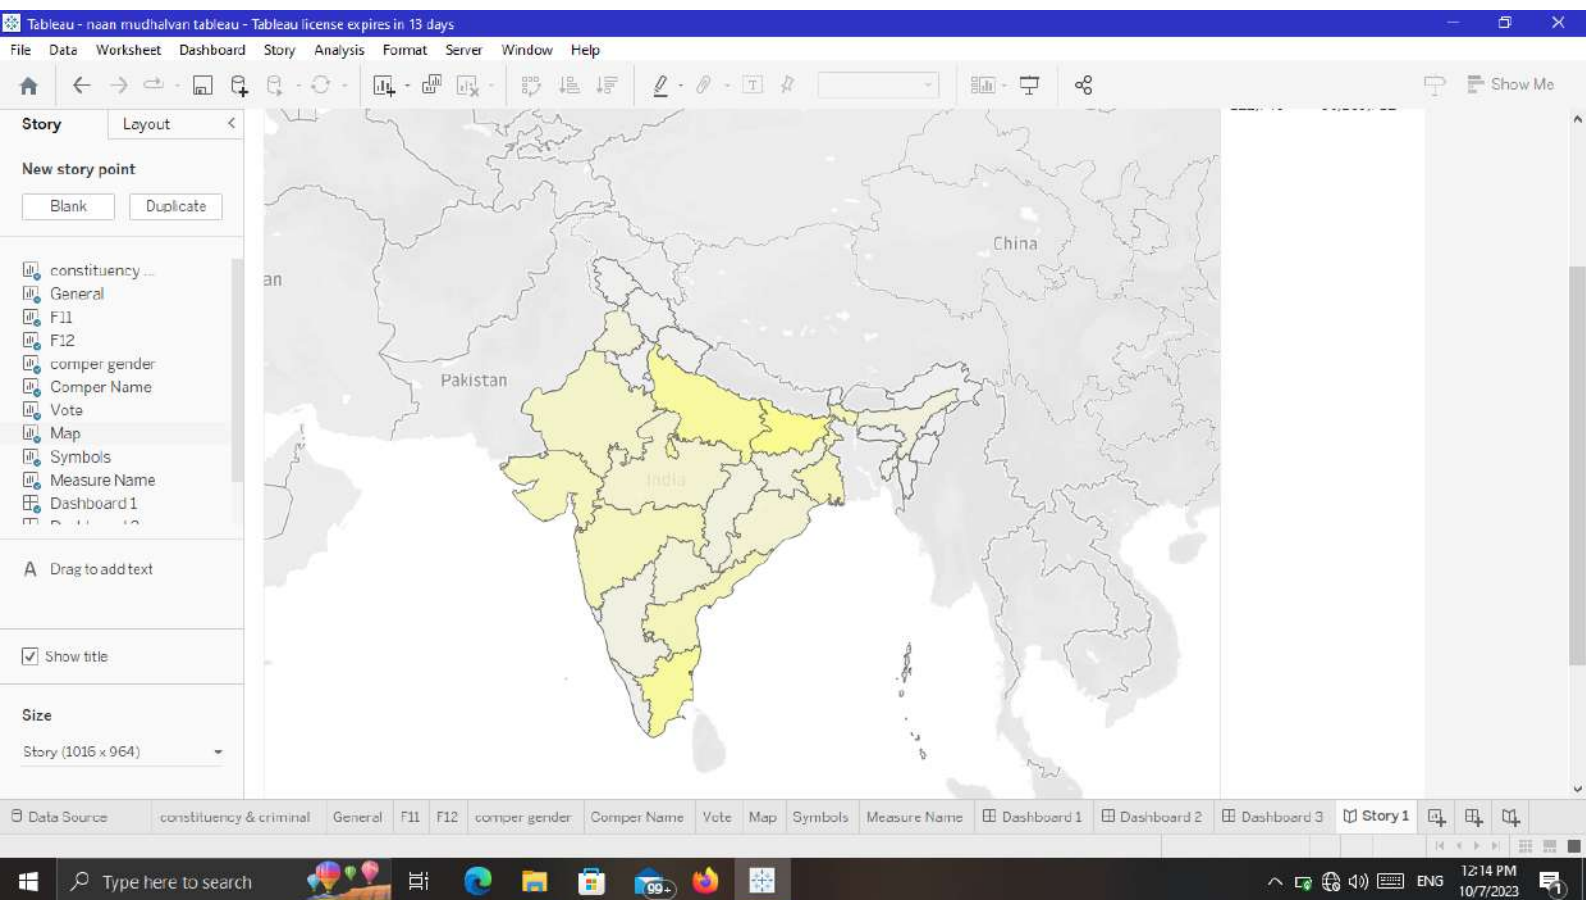 Tableau - naan mudhalvan tableau - Tableau license expires in 13 days
File Data Worksheet Dashboard Story Analysis Format Server Window Help
Show Me
Story Layout
New story point
Blank Duplicate
constituency ...
General
F11
F12
comper gender
Comper Name
Vote
Map
Symbols
Measure Name
Dashboard 1
A Drag to add text
Show title
Size
Story (1016 x 964)
China
an
Pakistan
India
Data Source constituency & criminal General F11 F12 comper gender Comper Name Vote Map Symbols Measure Name Dashboard 1 Dashboard 2 Dashboard 3 Story 1
Type here to search
99+
ENG
12:14 PM
10/7/2023
1